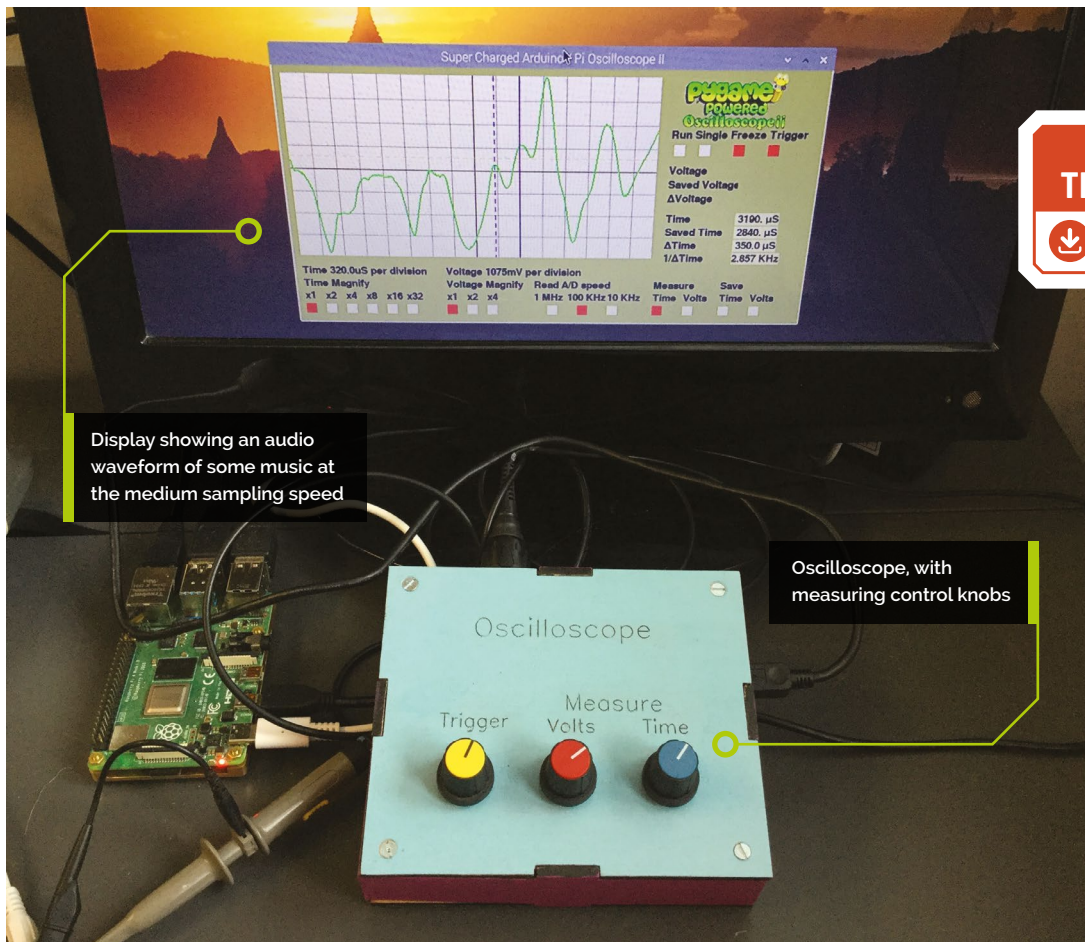 Super Charged Arduino+ Pi Oscilloscope II
pygame
POWERED
Oscilloscopeii
Run Single Freeze Trigger
Voltage
Saved Voltage
ΔVoltage
Time 3190. µS
Saved Time 2840. µS
ΔTime 350.0 µS
1/ΔTime 2.857 KHz
Time 320.0uS per division Voltage 1075mV per division
Time Magnify Voltage Magnify Read A/D speed Measure Save
x1 x2 x4 x8 x16 x32 x1 x2 x4 1 MHz 100 KHz 10 KHz Time Volts Time Volts
Display showing an audio
waveform of some music at
the medium sampling speed
Oscilloscope, with
measuring control knobs
Oscilloscope
Measure
Trigger Volts Time